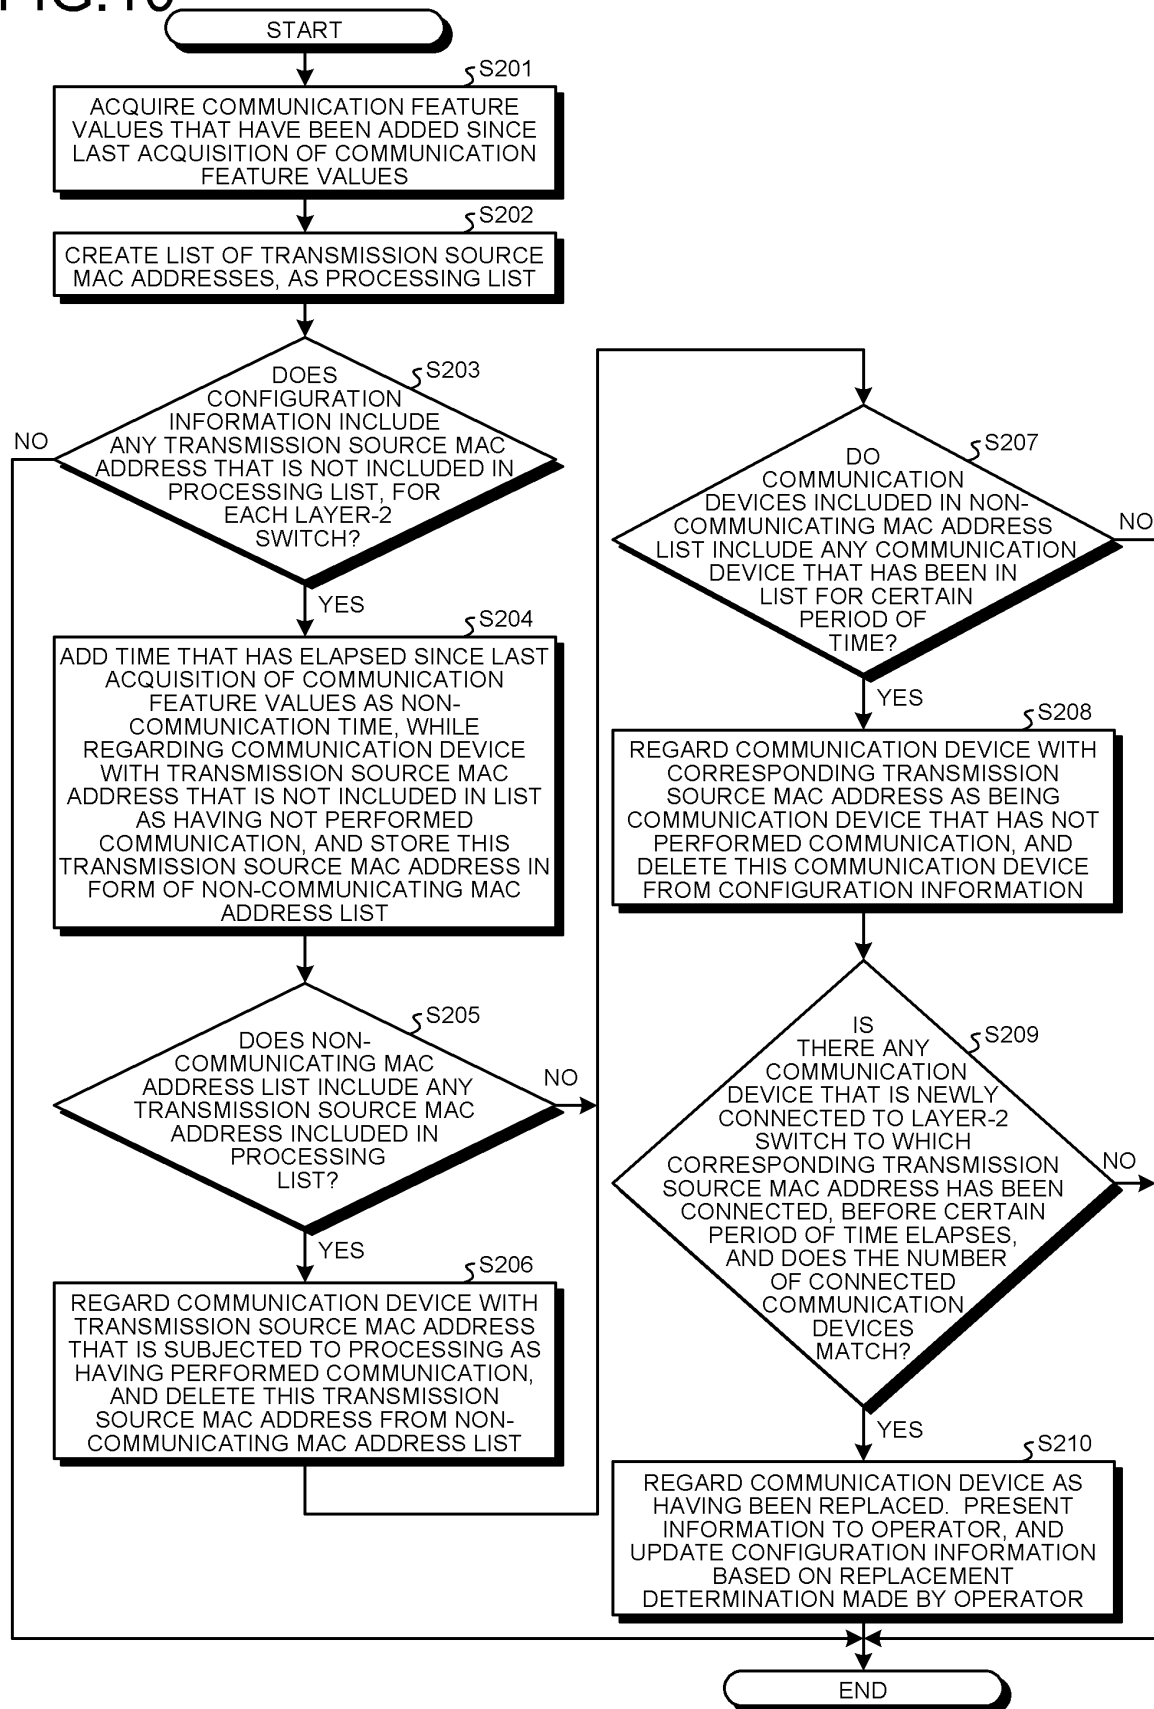 FIG.10
START
S201
ACQUIRE COMMUNICATION FEATURE
VALUES THAT HAVE BEEN ADDED SINCE
LAST ACQUISITION OF COMMUNICATION
FEATURE VALUES
S202
CREATE LIST OF TRANSMISSION SOURCE
MAC ADDRESSES, AS PROCESSING LIST
S203
DOES
CONFIGURATION
INFORMATION INCLUDE
ANY TRANSMISSION SOURCE MAC
ADDRESS THAT IS NOT INCLUDED IN
PROCESSING LIST, FOR
EACH LAYER-2
SWITCH?
NO
YES
S204
ADD TIME THAT HAS ELAPSED SINCE LAST
ACQUISITION OF COMMUNICATION
FEATURE VALUES AS NON-
COMMUNICATION TIME, WHILE
REGARDING COMMUNICATION DEVICE
WITH TRANSMISSION SOURCE MAC
ADDRESS THAT IS NOT INCLUDED IN LIST
AS HAVING NOT PERFORMED
COMMUNICATION, AND STORE THIS
TRANSMISSION SOURCE MAC ADDRESS IN
FORM OF NON-COMMUNICATING MAC
ADDRESS LIST
S205
DOES NON-
COMMUNICATING MAC
ADDRESS LIST INCLUDE ANY
TRANSMISSION SOURCE MAC
ADDRESS INCLUDED IN
PROCESSING
LIST?
NO
YES
S206
REGARD COMMUNICATION DEVICE WITH
TRANSMISSION SOURCE MAC ADDRESS
THAT IS SUBJECTED TO PROCESSING AS
HAVING PERFORMED COMMUNICATION,
AND DELETE THIS TRANSMISSION
SOURCE MAC ADDRESS FROM NON-
COMMUNICATING MAC ADDRESS LIST
S207
DO
COMMUNICATION
DEVICES INCLUDED IN NON-
COMMUNICATING MAC ADDRESS
LIST INCLUDE ANY COMMUNICATION
DEVICE THAT HAS BEEN IN
LIST FOR CERTAIN
PERIOD OF
TIME?
NO
YES
S208
REGARD COMMUNICATION DEVICE WITH
CORRESPONDING TRANSMISSION
SOURCE MAC ADDRESS AS BEING
COMMUNICATION DEVICE THAT HAS NOT
PERFORMED COMMUNICATION, AND
DELETE THIS COMMUNICATION DEVICE
FROM CONFIGURATION INFORMATION
S209
IS
THERE ANY
COMMUNICATION
DEVICE THAT IS NEWLY
CONNECTED TO LAYER-2
SWITCH TO WHICH
CORRESPONDING TRANSMISSION
SOURCE MAC ADDRESS HAS BEEN
CONNECTED, BEFORE CERTAIN
PERIOD OF TIME ELAPSES,
AND DOES THE NUMBER
OF CONNECTED
COMMUNICATION
DEVICES
MATCH?
NO
YES
S210
REGARD COMMUNICATION DEVICE AS
HAVING BEEN REPLACED. PRESENT
INFORMATION TO OPERATOR, AND
UPDATE CONFIGURATION INFORMATION
BASED ON REPLACEMENT
DETERMINATION MADE BY OPERATOR
END